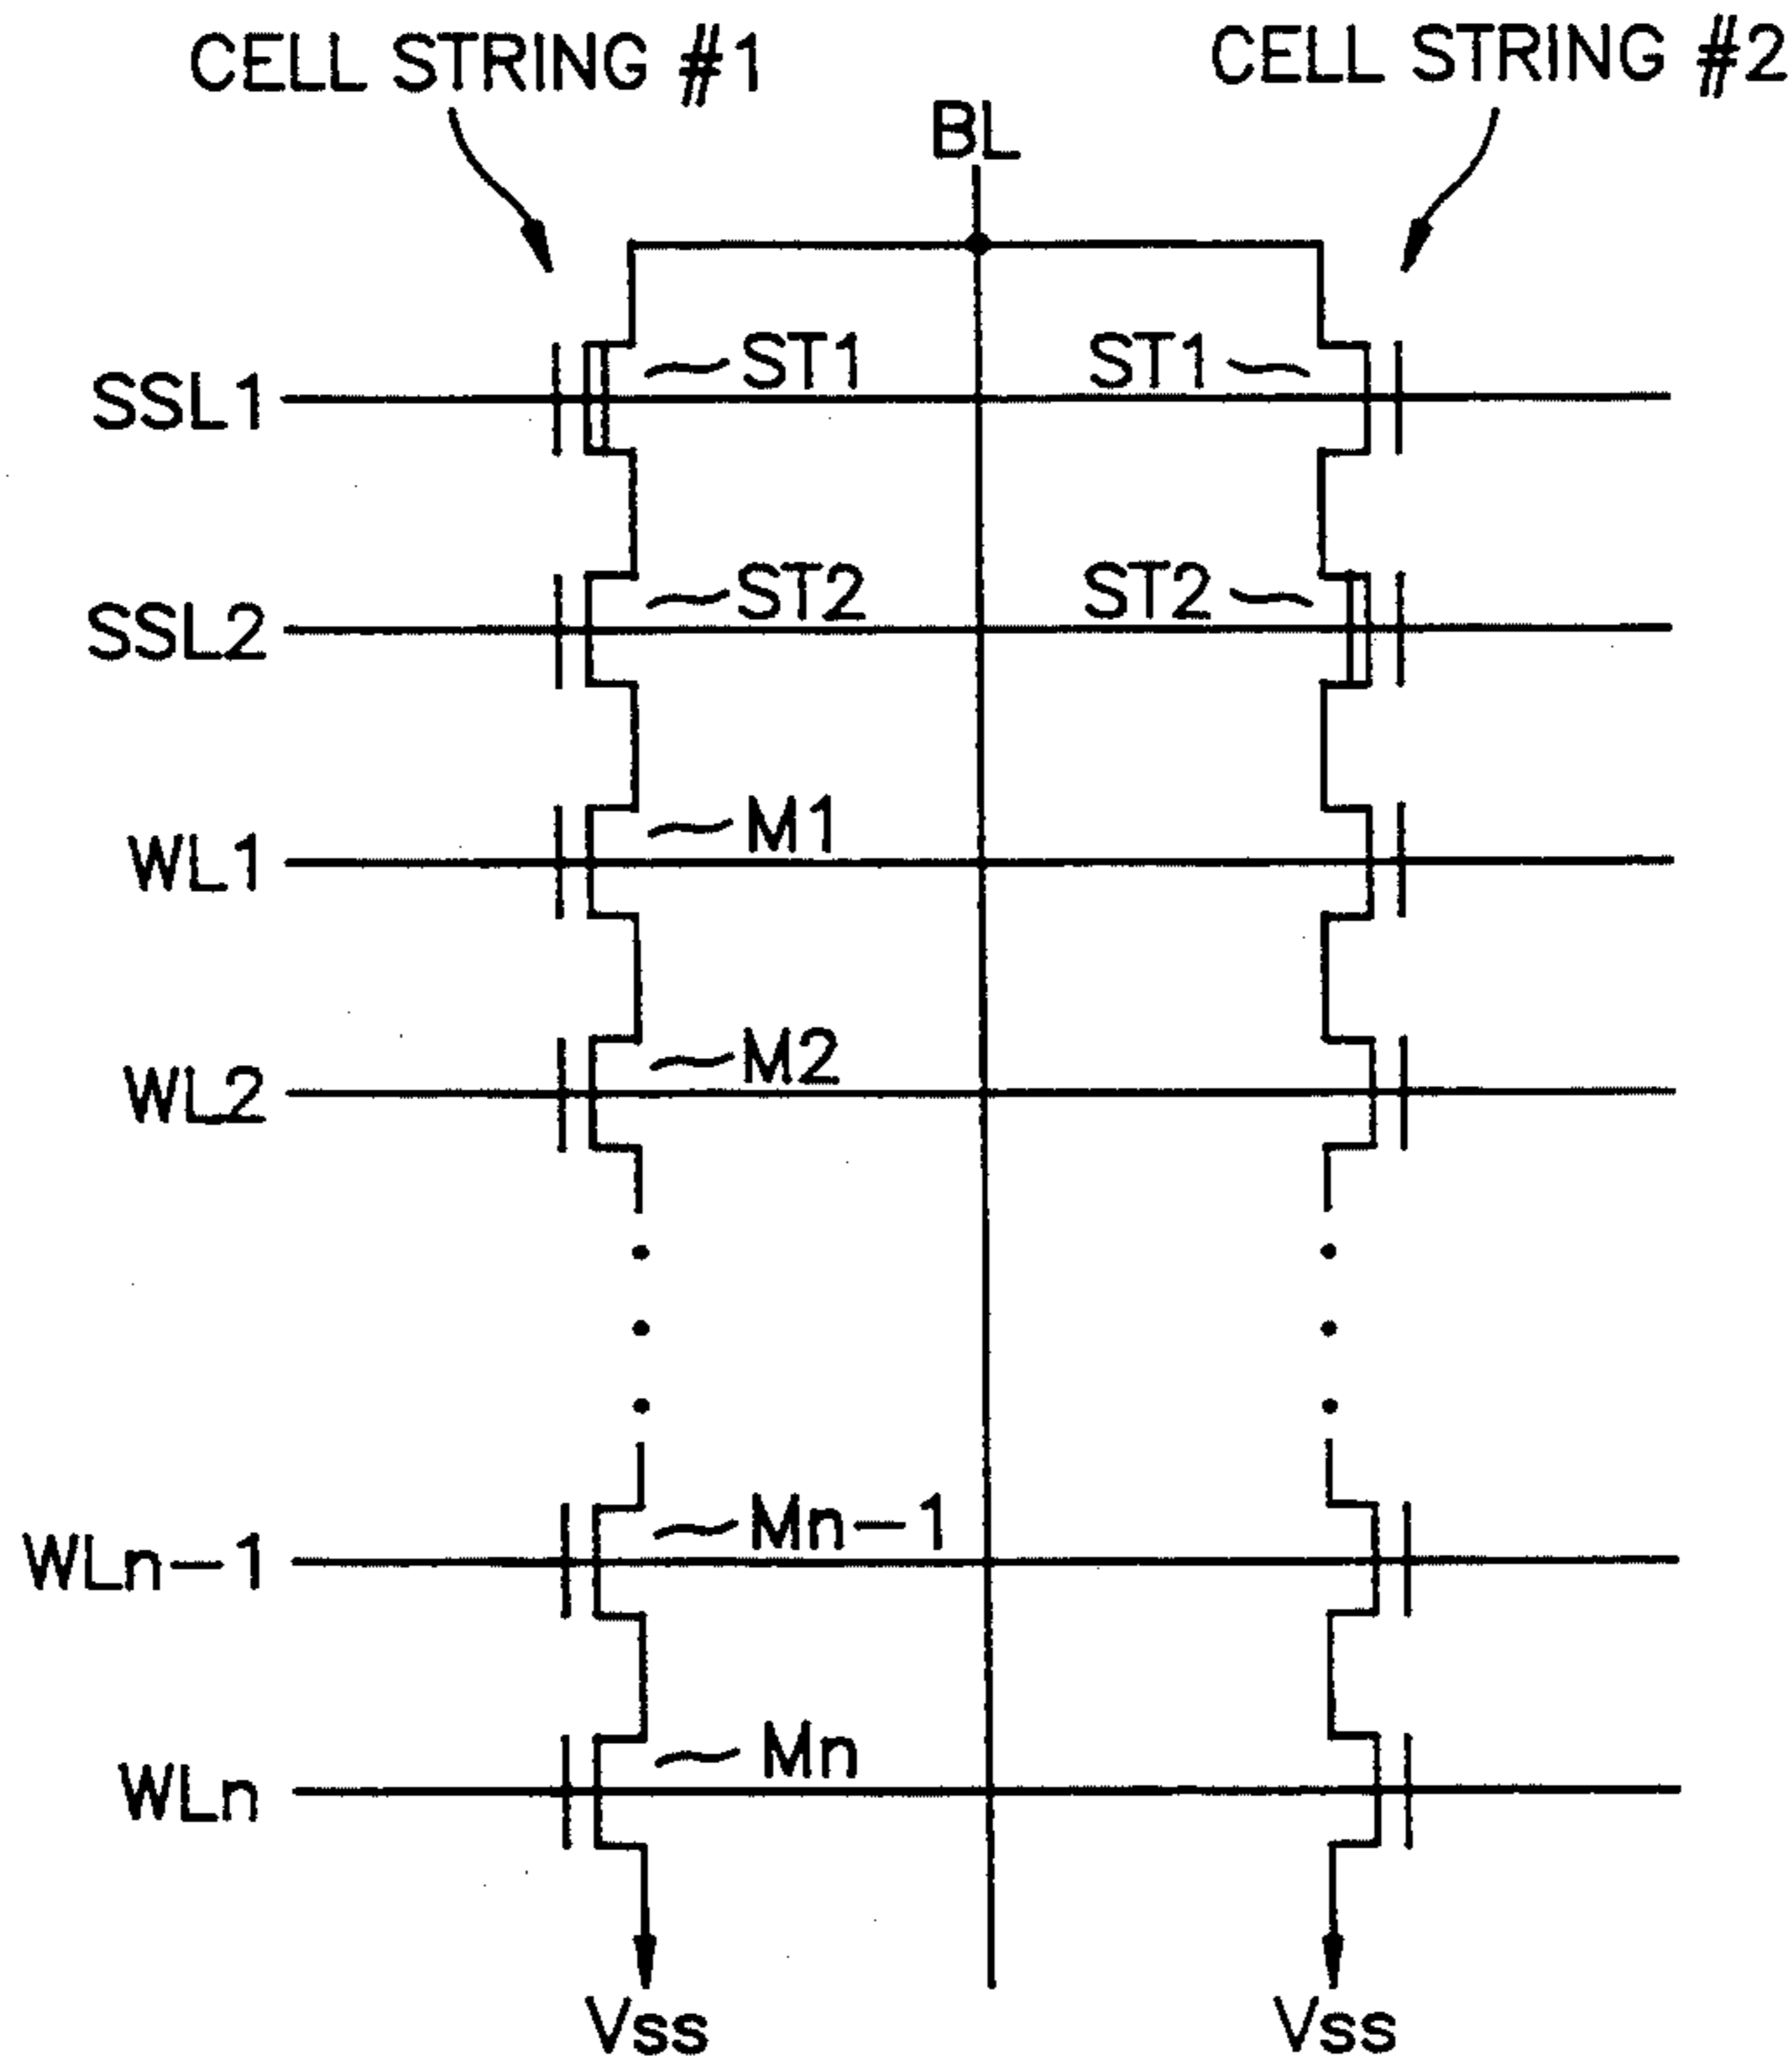 CELL STRING #1
CELL STRING #2
BL
SSL1
ST1
ST1
SSL2
ST2
ST2
WL1
M1
WL2
M2
WLn-1
Mn-1
WLn
Mn
Vss
Vss